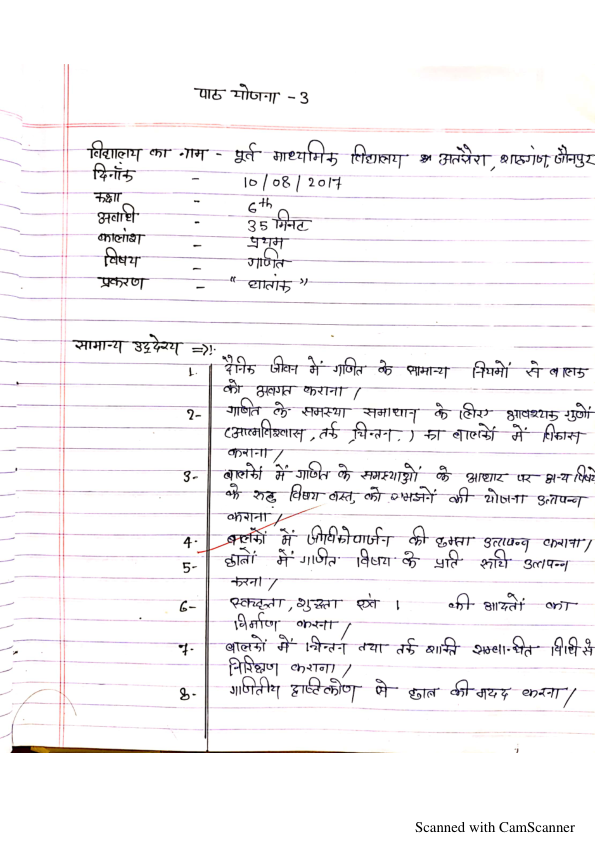 पाठ योजना - 3
विद्यालय का नाम - पूर्व माध्यमिक विद्यालय अतरौरा, शाहगंज, जौनपुर
दिनाँक - 10/08/2017
कक्षा - 6th
अवधि - 35 मिनट
कालांश - प्रथम
विषय - गणित
प्रकरण - "घातांक"
सामान्य उद्देश्य =>:-
1. दैनिक जीवन में गणित के सामान्य नियमों से बालक
को अवगत कराना /
2- गणित के समस्या समाधान के लिए आवश्यक गुणों
(आत्मविश्वास, तर्क, चिन्तन.) का बालकों में विकास
कराना /
3- बालकों में गणित के समस्याओं के आधार पर अन्य विषय
के विषय वस्तु को समझनें की योजना उत्पन्न
कराना /
4. बालकों में जीविकोपार्जन की क्षमता उत्पन्न कराना /
5- छात्रों में गणित विषय के प्रति रूचि उत्पन्न
करना /
6- स्वच्छता, शुद्धता एवं । की आदतों का
निर्माण करना /
7. बालकों में चिन्तन तथा तर्क शक्ति सम्बन्धित विधि से
निरिक्षण कराना /
8- गणितीय दृष्टिकोण से छात्र की मदद करना /
Scanned with CamScanner